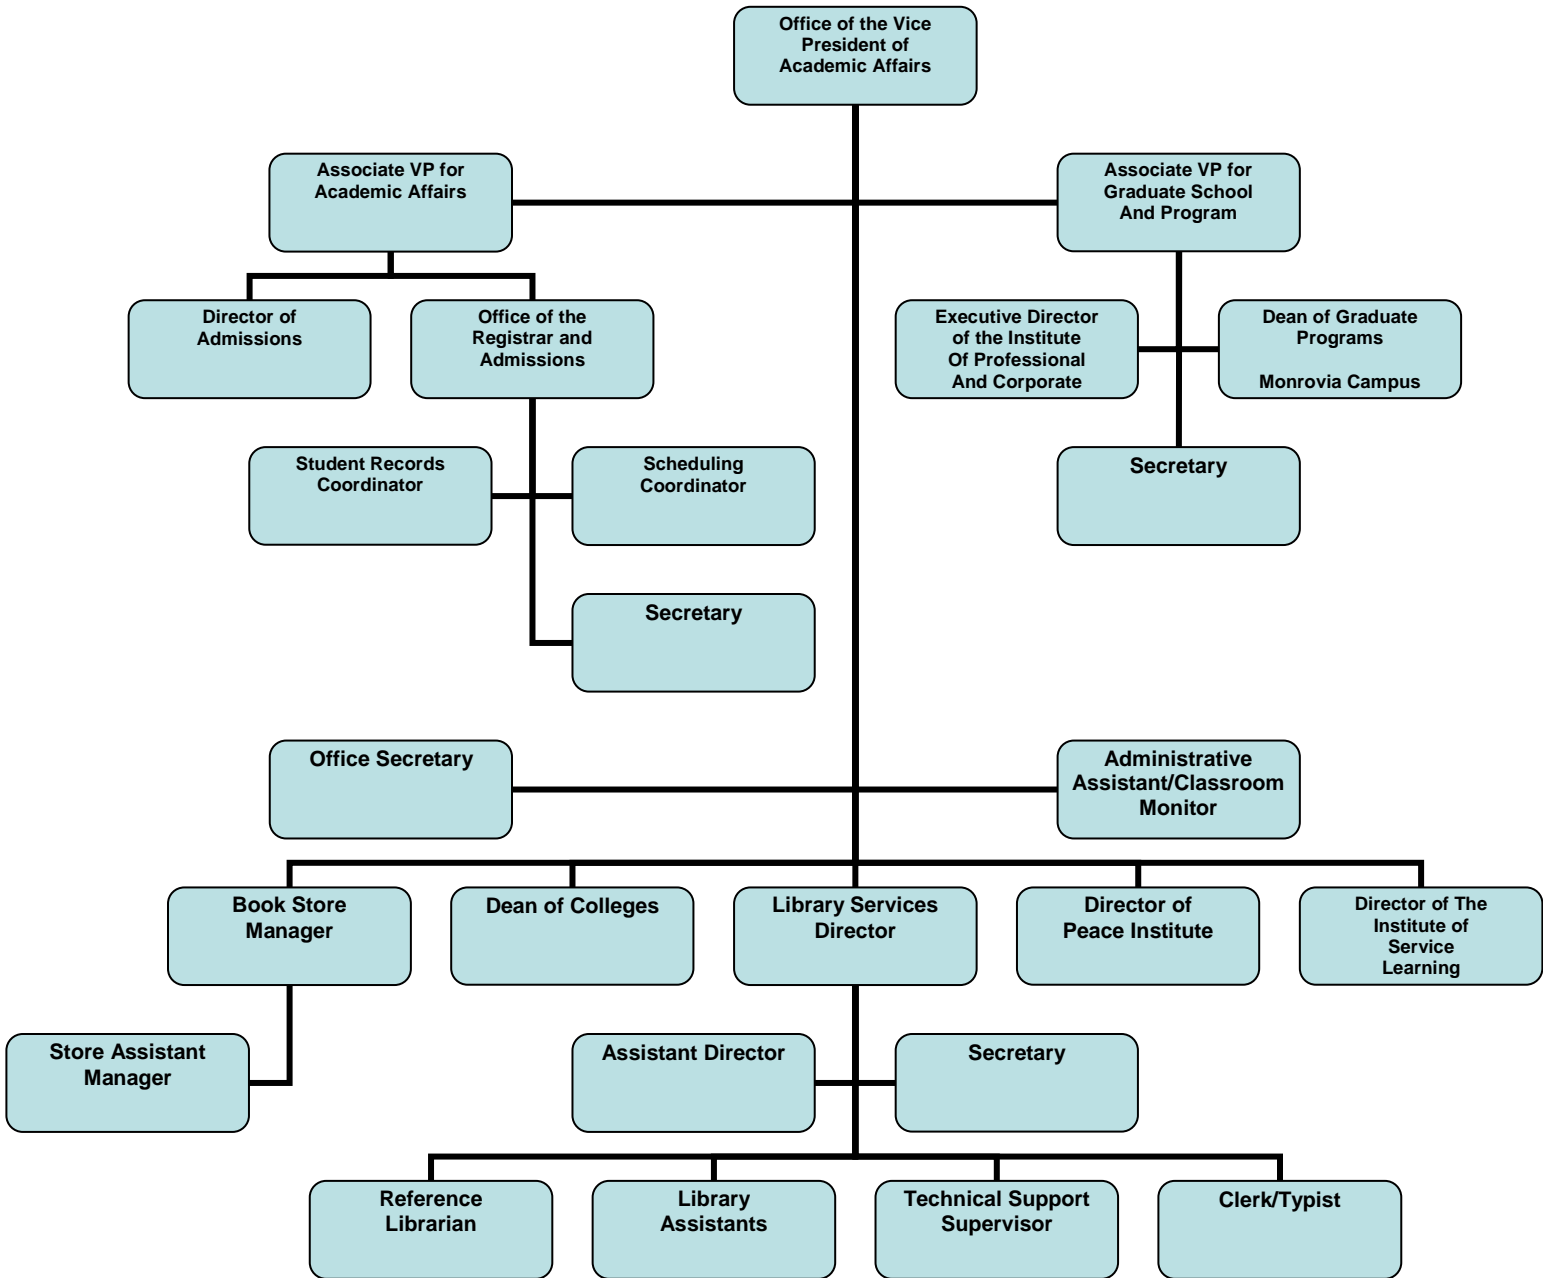 Office of the Vice
President of
Academic Affairs
Associate VP for
Academic Affairs
Associate VP for
Graduate School
And Program
Director of
Admissions
Office of the
Registrar and
Admissions
Executive Director
of the Institute
Of Professional
And Corporate
Dean of Graduate
Programs
Monrovia Campus
Student Records
Coordinator
Scheduling
Coordinator
Secretary
Secretary
Office Secretary
Administrative
Assistant/Classroom
Monitor
Book Store
Manager
Dean of Colleges
Library Services
Director
Director of
Peace Institute
Director of The
Institute of
Service
Learning
Store Assistant
Manager
Assistant Director
Secretary
Reference
Librarian
Library
Assistants
Technical Support
Supervisor
Clerk/Typist